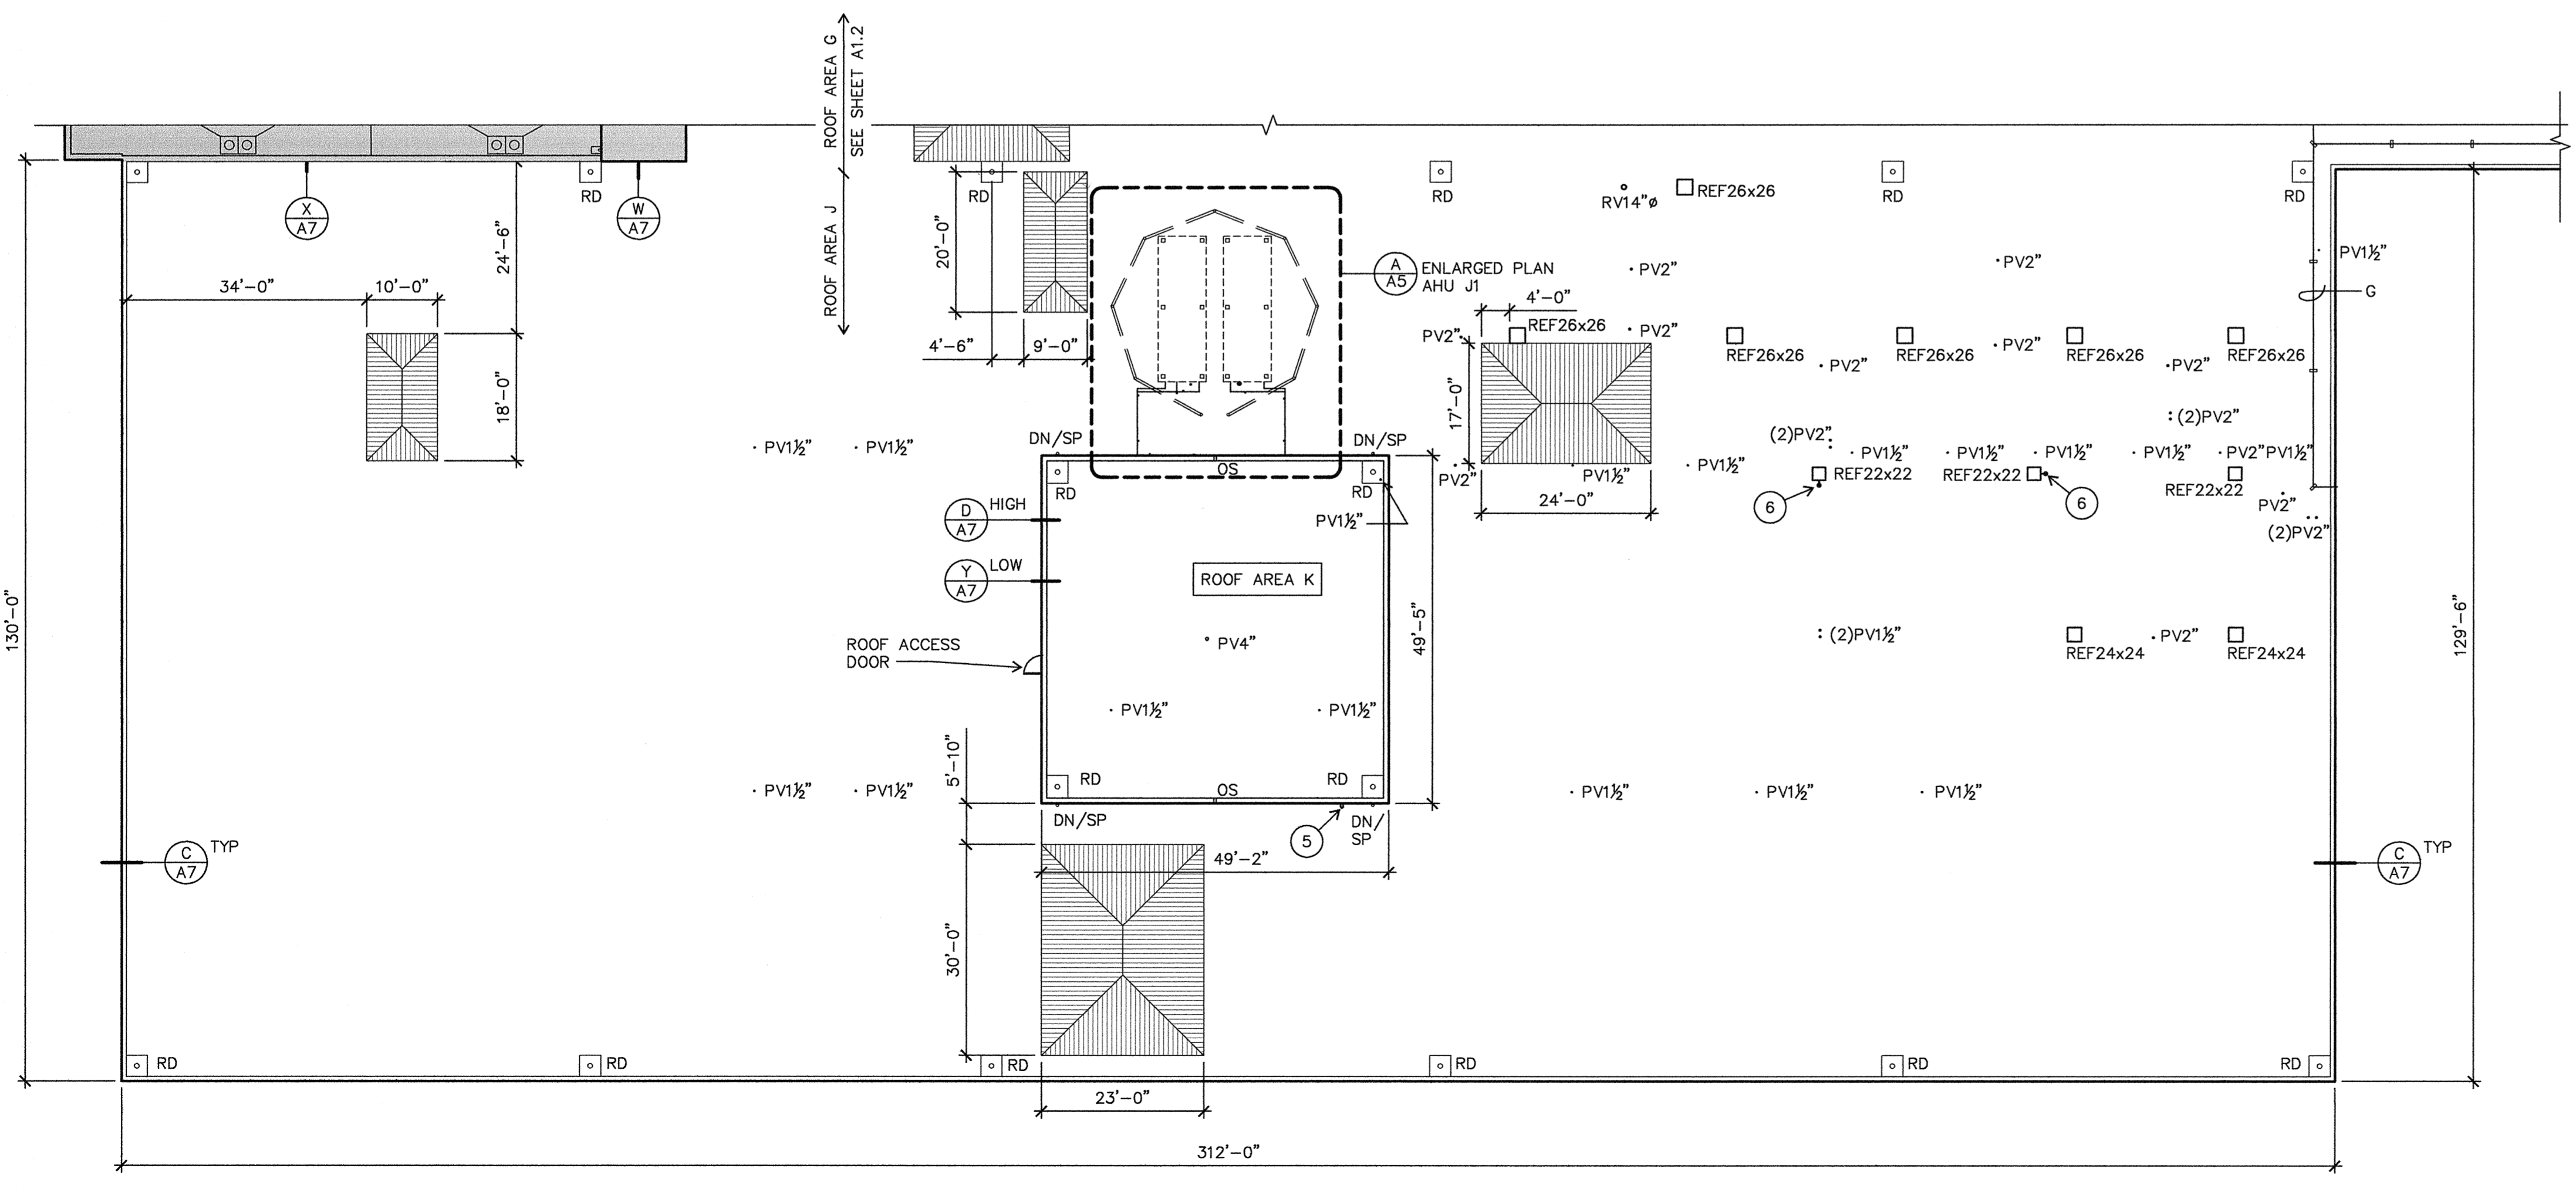 ROOF AREA G
SEE SHEET A1.2
ROOF AREA J
RD
X
A7
W
A7
RD
RD
RV14"ø
REF26x26
RD
RD
24'-6"
20'-0"
34'-0"
10'-0"
18'-0"
4'-6"
9'-0"
A
A5
ENLARGED PLAN
AHU J1
PV2"
PV2"
PV1½"
G
4'-0"
PV2"
REF26x26
PV2"
REF26x26
REF26x26
PV2"
REF26x26
REF26x26
PV2"
PV2"
17'-0"
(2)PV2"
(2)PV2"
PV1½"
PV1½"
DN/SP
DN/SP
OS
RD
RD
PV2"
PV1½"
PV1½"
PV1½"
PV1½"
PV1½"
PV1½"
PV2"
PV1½"
REF22x22
REF22x22
REF22x22
6
6
PV2"
(2)PV2"
24'-0"
D
A7
HIGH
PV1½"
Y
A7
LOW
ROOF AREA K
130'-0"
49'-5"
129'-6"
ROOF ACCESS
DOOR
PV4"
(2)PV1½"
REF24x24
PV2"
REF24x24
PV1½"
PV1½"
5'-10"
PV1½"
PV1½"
RD
RD
OS
PV1½"
PV1½"
PV1½"
DN/SP
5
DN/
SP
C
A7
TYP
49'-2"
C
A7
TYP
30'-0"
RD
RD
RD
RD
RD
RD
23'-0"
312'-0"